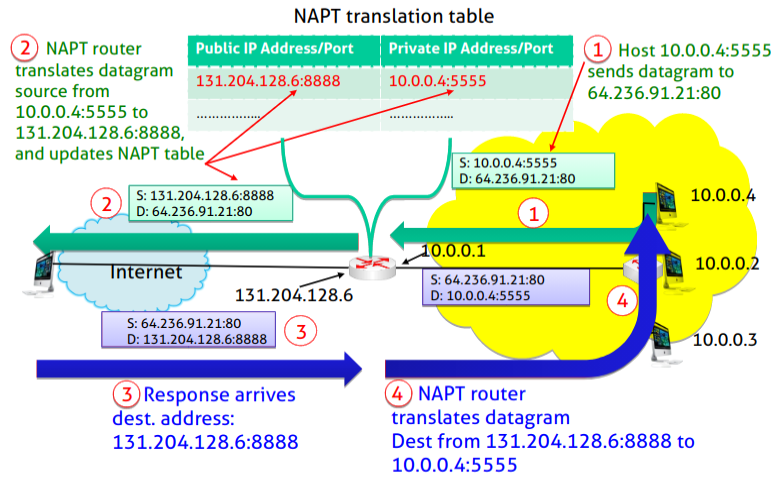 NAPT translation table
Public IP Address/Port Private IP Address/Port
131.204.128.6:8888 10.0.0.4:5555
……………..  ……………..
2 NAPT router
translates datagram
source from
10.0.0.4:5555 to
131.204.128.6:8888,
and updates NAPT table
1 Host 10.0.0.4:5555
sends datagram to
64.236.91.21:80
S: 10.0.0.4:5555
D: 64.236.91.21:80
S: 131.204.128.6:8888
D: 64.236.91.21:80
2
1
10.0.0.4
10.0.0.1
10.0.0.2
Internet
131.204.128.6
S: 64.236.91.21:80
D: 10.0.0.4:5555
4
S: 64.236.91.21:80
D: 131.204.128.6:8888
3
10.0.0.3
3 Response arrives
dest. address:
131.204.128.6:8888
4 NAPT router
translates datagram
Dest from 131.204.128.6:8888 to
10.0.0.4:5555